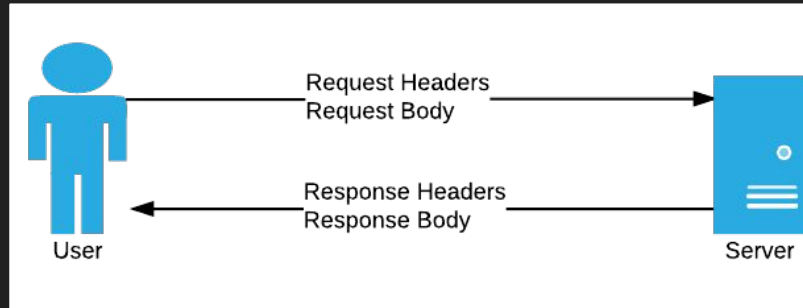 Request Headers
Request Body
Response Headers
Response Body
User
Server